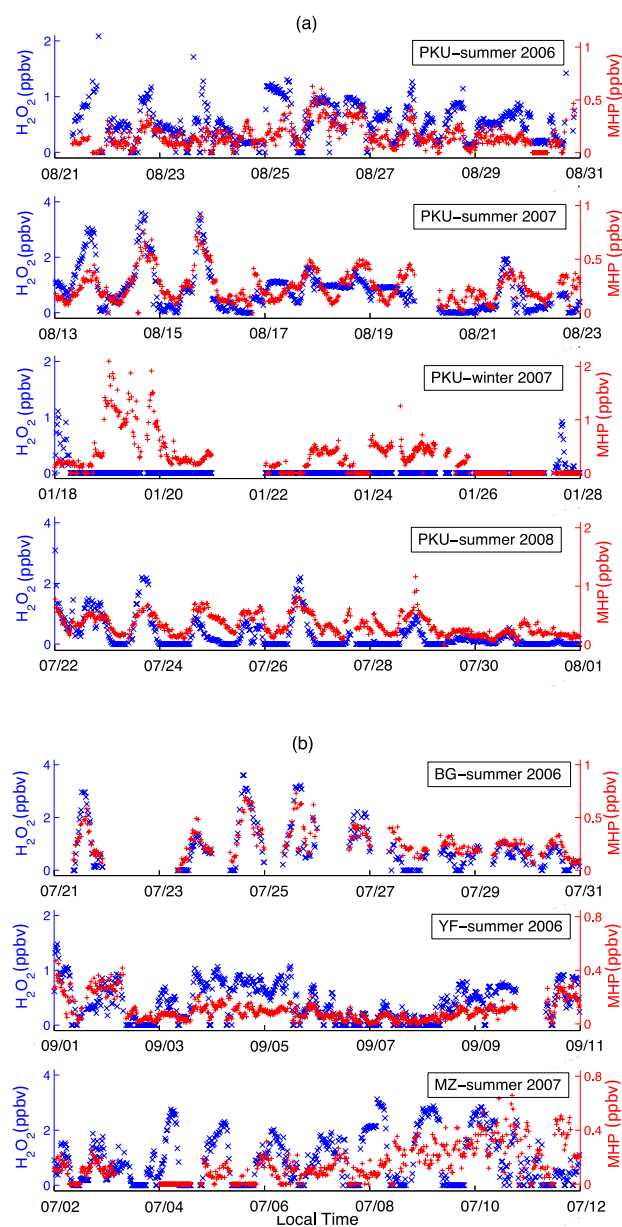 (a)
PKU−summer 2006
H2O2 (ppbv)
2
1
0
MHP (ppbv)
1
0.5
0
08/21 08/23 08/25 08/27 08/29 08/31
PKU−summer 2007
H2O2 (ppbv)
4
2
0
MHP (ppbv)
1
0.5
0
08/13 08/15 08/17 08/19 08/21 08/23
PKU−winter 2007
H2O2 (ppbv)
2
1
0
MHP (ppbv)
2
1
0
01/18 01/20 01/22 01/24 01/26 01/28
PKU−summer 2008
H2O2 (ppbv)
4
2
0
MHP (ppbv)
2
1
0
07/22 07/24 07/26 07/28 07/30 08/01
(b)
BG−summer 2006
H2O2 (ppbv)
4
2
0
MHP (ppbv)
1
0.5
0
07/21 07/23 07/25 07/27 07/29 07/31
YF−summer 2006
H2O2 (ppbv)
2
1
0
MHP (ppbv)
0.8
0.4
0
09/01 09/03 09/05 09/07 09/09 09/11
MZ−summer 2007
H2O2 (ppbv)
4
2
0
MHP (ppbv)
0.8
0.4
0
07/02 07/04 07/06 07/08 07/10 07/12
Local Time